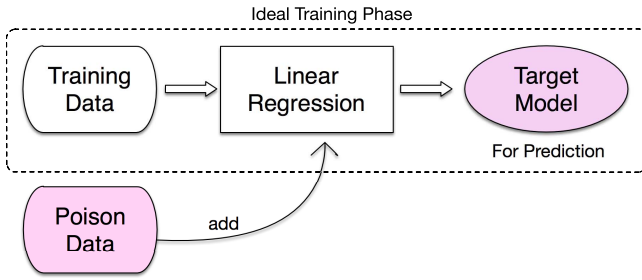 Ideal Training Phase
Training
Data
Linear
Regression
Target
Model
For Prediction
Poison
Data
add